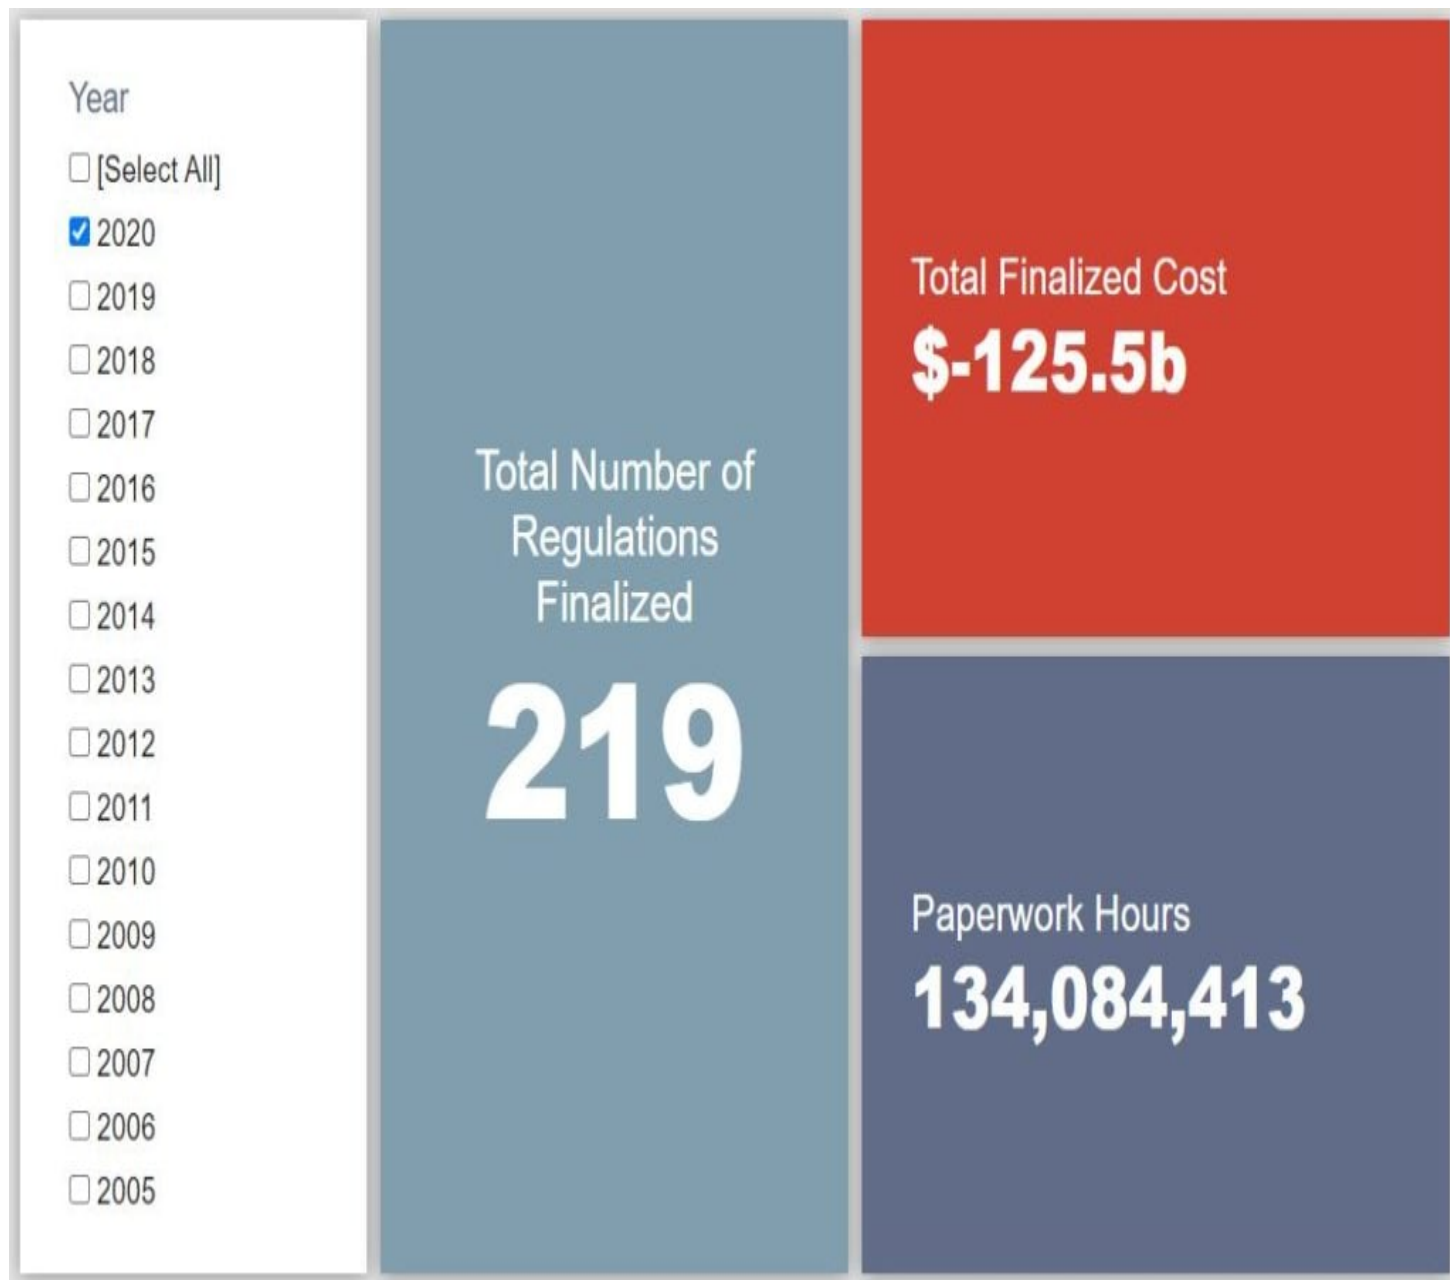 Year
[Select All]
2020
2019
2018
2017
2016
2015
2014
2013
2012
2011
2010
2009
2008
2007
2006
2005
Total Number of
Regulations
Finalized
219
Total Finalized Cost
$-125.5b
Paperwork Hours
134,084,413